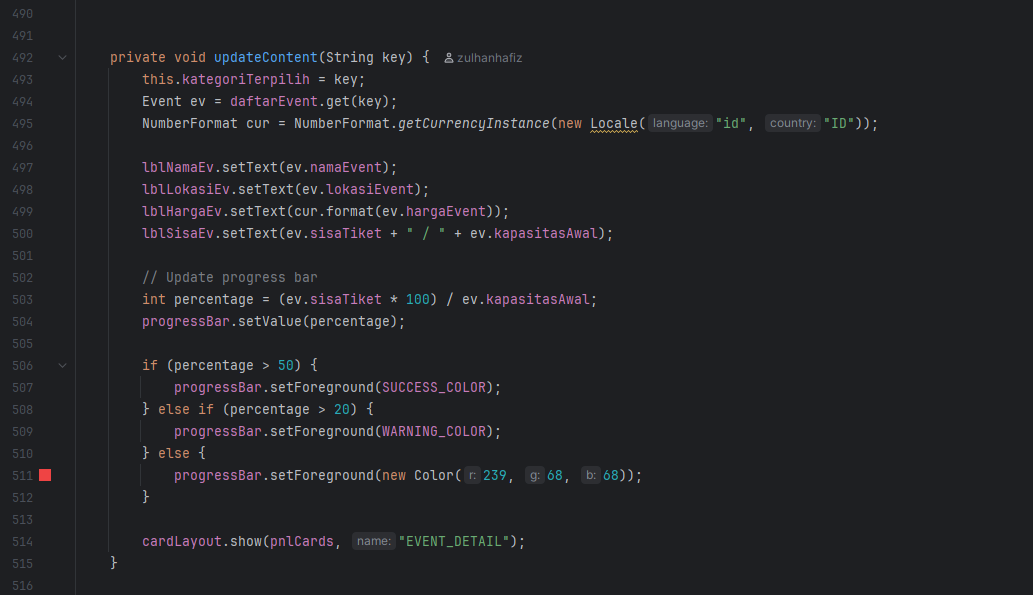 490
491
492 private void updateContent(String key) { zulhanhafiz
493 this.kategoriTerpilih = key;
494 Event ev = daftarEvent.get(key);
495 NumberFormat cur = NumberFormat.getCurrencyInstance(new Locale( language: "id", country: "ID"));
496
497 lblNamaEv.setText(ev.namaEvent);
498 lblLokasiEv.setText(ev.lokasiEvent);
499 lblHargaEv.setText(cur.format(ev.hargaEvent));
500 lblSisaEv.setText(ev.sisaTiket + " / " + ev.kapasitasAwal);
501
502 // Update progress bar
503 int percentage = (ev.sisaTiket * 100) / ev.kapasitasAwal;
504 progressBar.setValue(percentage);
505
506 if (percentage > 50) {
507 progressBar.setForeground(SUCCESS_COLOR);
508 } else if (percentage > 20) {
509 progressBar.setForeground(WARNING_COLOR);
510 } else {
511 progressBar.setForeground(new Color( r: 239, g: 68, b: 68));
512 }
513
514 cardLayout.show(pnlCards, name: "EVENT_DETAIL");
515 }
516